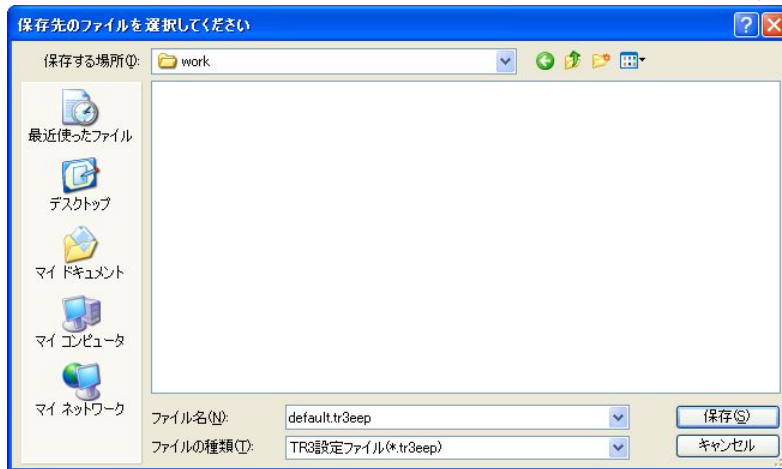 保存先のファイルを選択してください
保存する場所(I):
work
最近使ったファイル
デスクトップ
マイ ドキュメント
マイ コンピュータ
マイ ネットワーク
ファイル名(N):
default.tr3eep
保存(S)
ファイルの種類(T):
TR3設定ファイル(*.tr3eep)
キャンセル